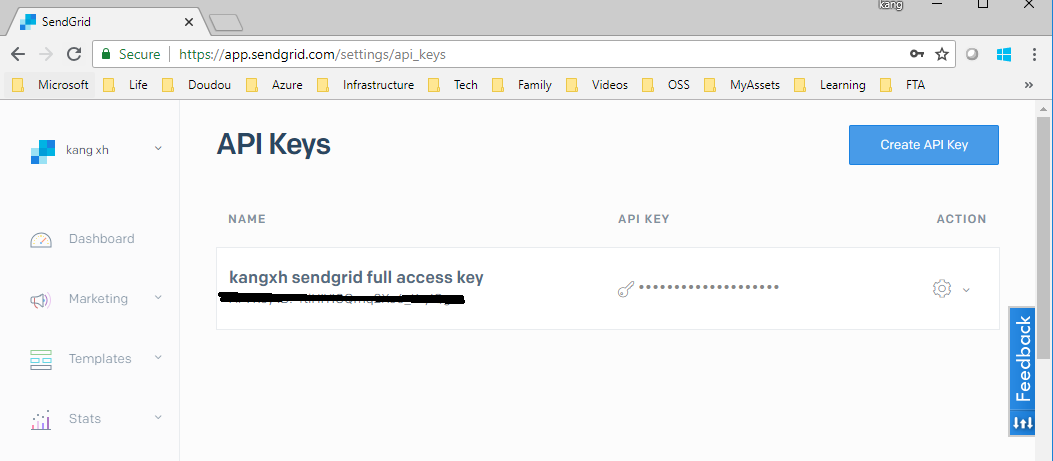 kang
SendGrid
Secure https://app.sendgrid.com/settings/api_keys
Microsoft Life Doudou Azure Infrastructure Tech Family Videos OSS MyAssets Learning FTA »
kang xh
API Keys
Create API Key
NAME API KEY ACTION
kangxh sendgrid full access key
••••••••••••••••••••
Dashboard
Marketing
Templates
Stats
Feedback